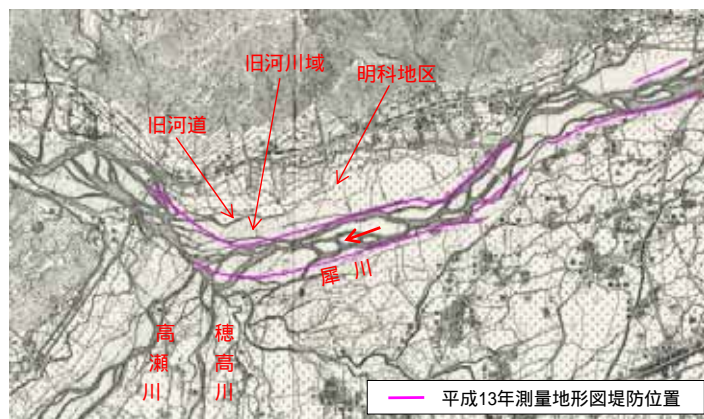 旧河川域
明科地区
旧河道
犀川
高瀬川
穂高川
平成13年測量地形図堤防位置